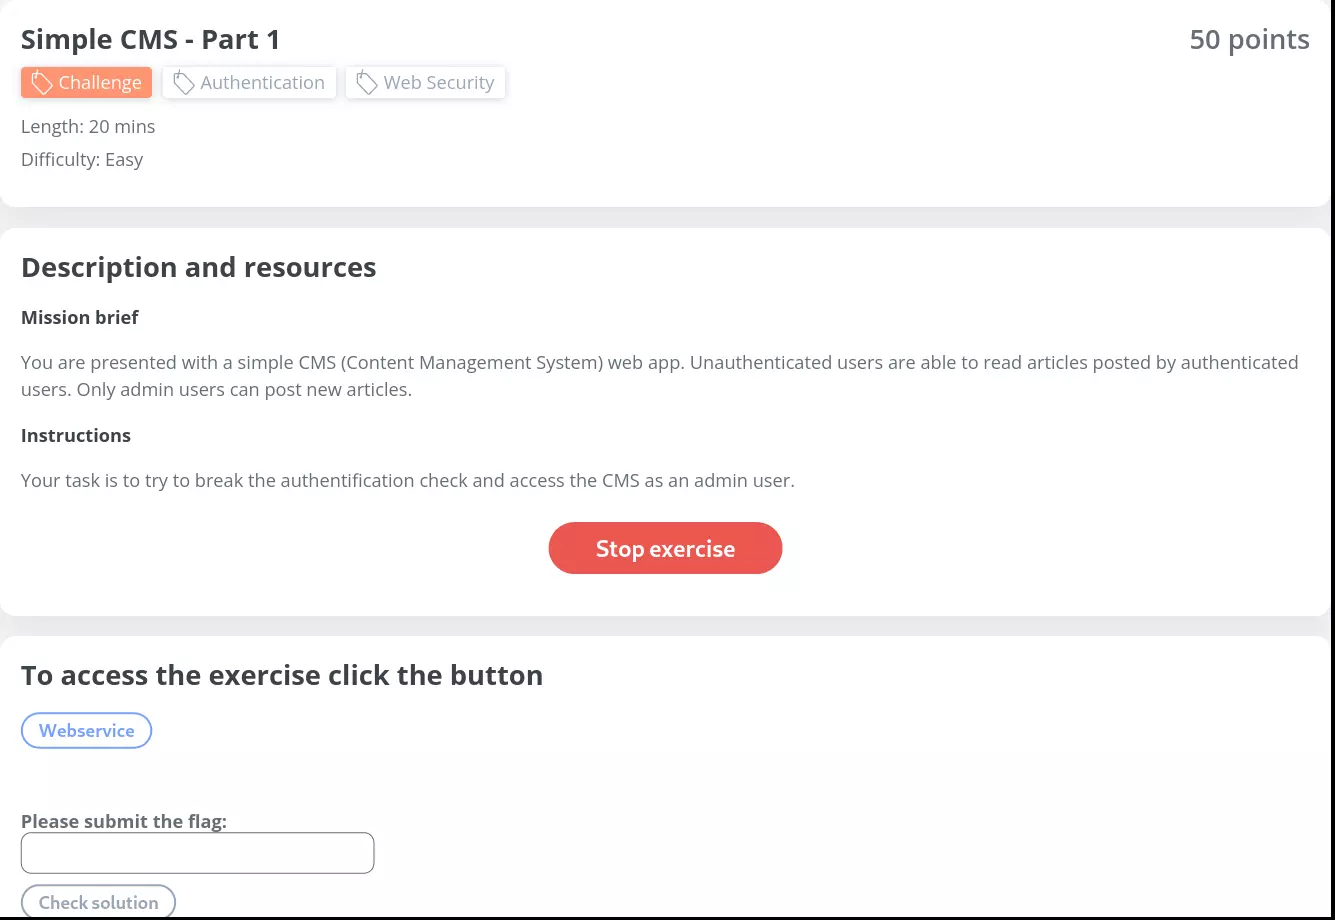 Simple CMS - Part 1
50 points
Challenge
Authentication
Web Security
Length: 20 mins
Difficulty: Easy
Description and resources
Mission brief
You are presented with a simple CMS (Content Management System) web app. Unauthenticated users are able to read articles posted by authenticated
users. Only admin users can post new articles.
Instructions
Your task is to try to break the authentification check and access the CMS as an admin user.
Stop exercise
To access the exercise click the button
Webservice
Please submit the flag:
Check solution